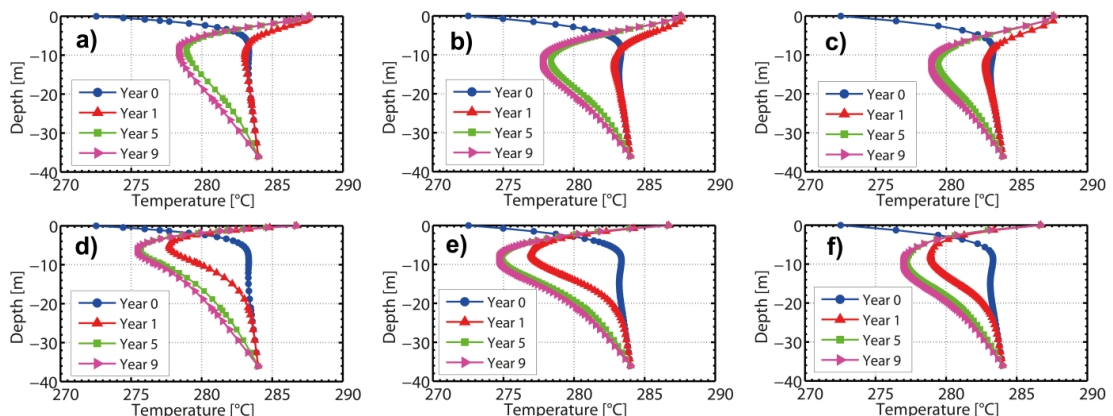 a)
Depth [m]
0
−10
−20
−30
−40
Year 0
Year 1
Year 5
Year 9
270 275 280 285 290
Temperature [°C]
b)
Depth [m]
0
−10
−20
−30
−40
Year 0
Year 1
Year 5
Year 9
270 275 280 285 290
Temperature [°C]
c)
Depth [m]
0
−10
−20
−30
−40
Year 0
Year 1
Year 5
Year 9
270 275 280 285 290
Temperature [°C]
d)
Depth [m]
0
−10
−20
−30
−40
Year 0
Year 1
Year 5
Year 9
270 275 280 285 290
Temperature [°C]
e)
Depth [m]
0
−10
−20
−30
−40
Year 0
Year 1
Year 5
Year 9
270 275 280 285 290
Temperature [°C]
f)
Depth [m]
0
−10
−20
−30
−40
Year 0
Year 1
Year 5
Year 9
270 275 280 285 290
Temperature [°C]